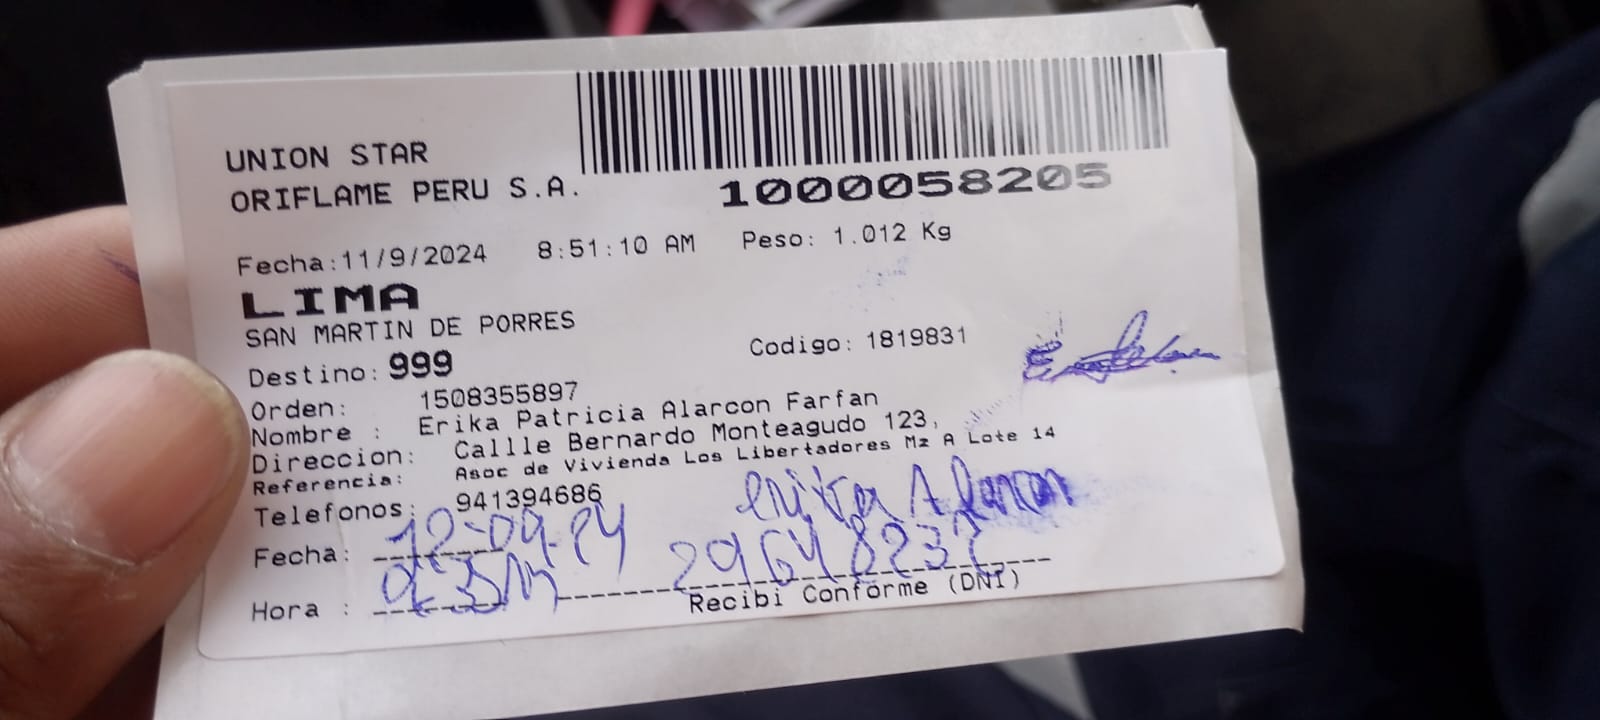 UNION STAR
ORIFLAME PERU S.A.
1000058205
Fecha:11/9/2024 8:51:10 AM Peso: 1.012 Kg
LIMA
SAN MARTIN DE PORRES
Destino: 999 Codigo: 1819831
Orden: 1508355897
Nombre : Erika Patricia Alarcon Farfan
Direccion: Callle Bernardo Monteagudo 123,
Referencia: Asoc de Vivienda Los Libertadores Mz A Lote 14
Telefonos: 941394686
Erika Alarcon
Fecha: 12-09-24
29648232
Hora :
Recibi Conforme (DNI)